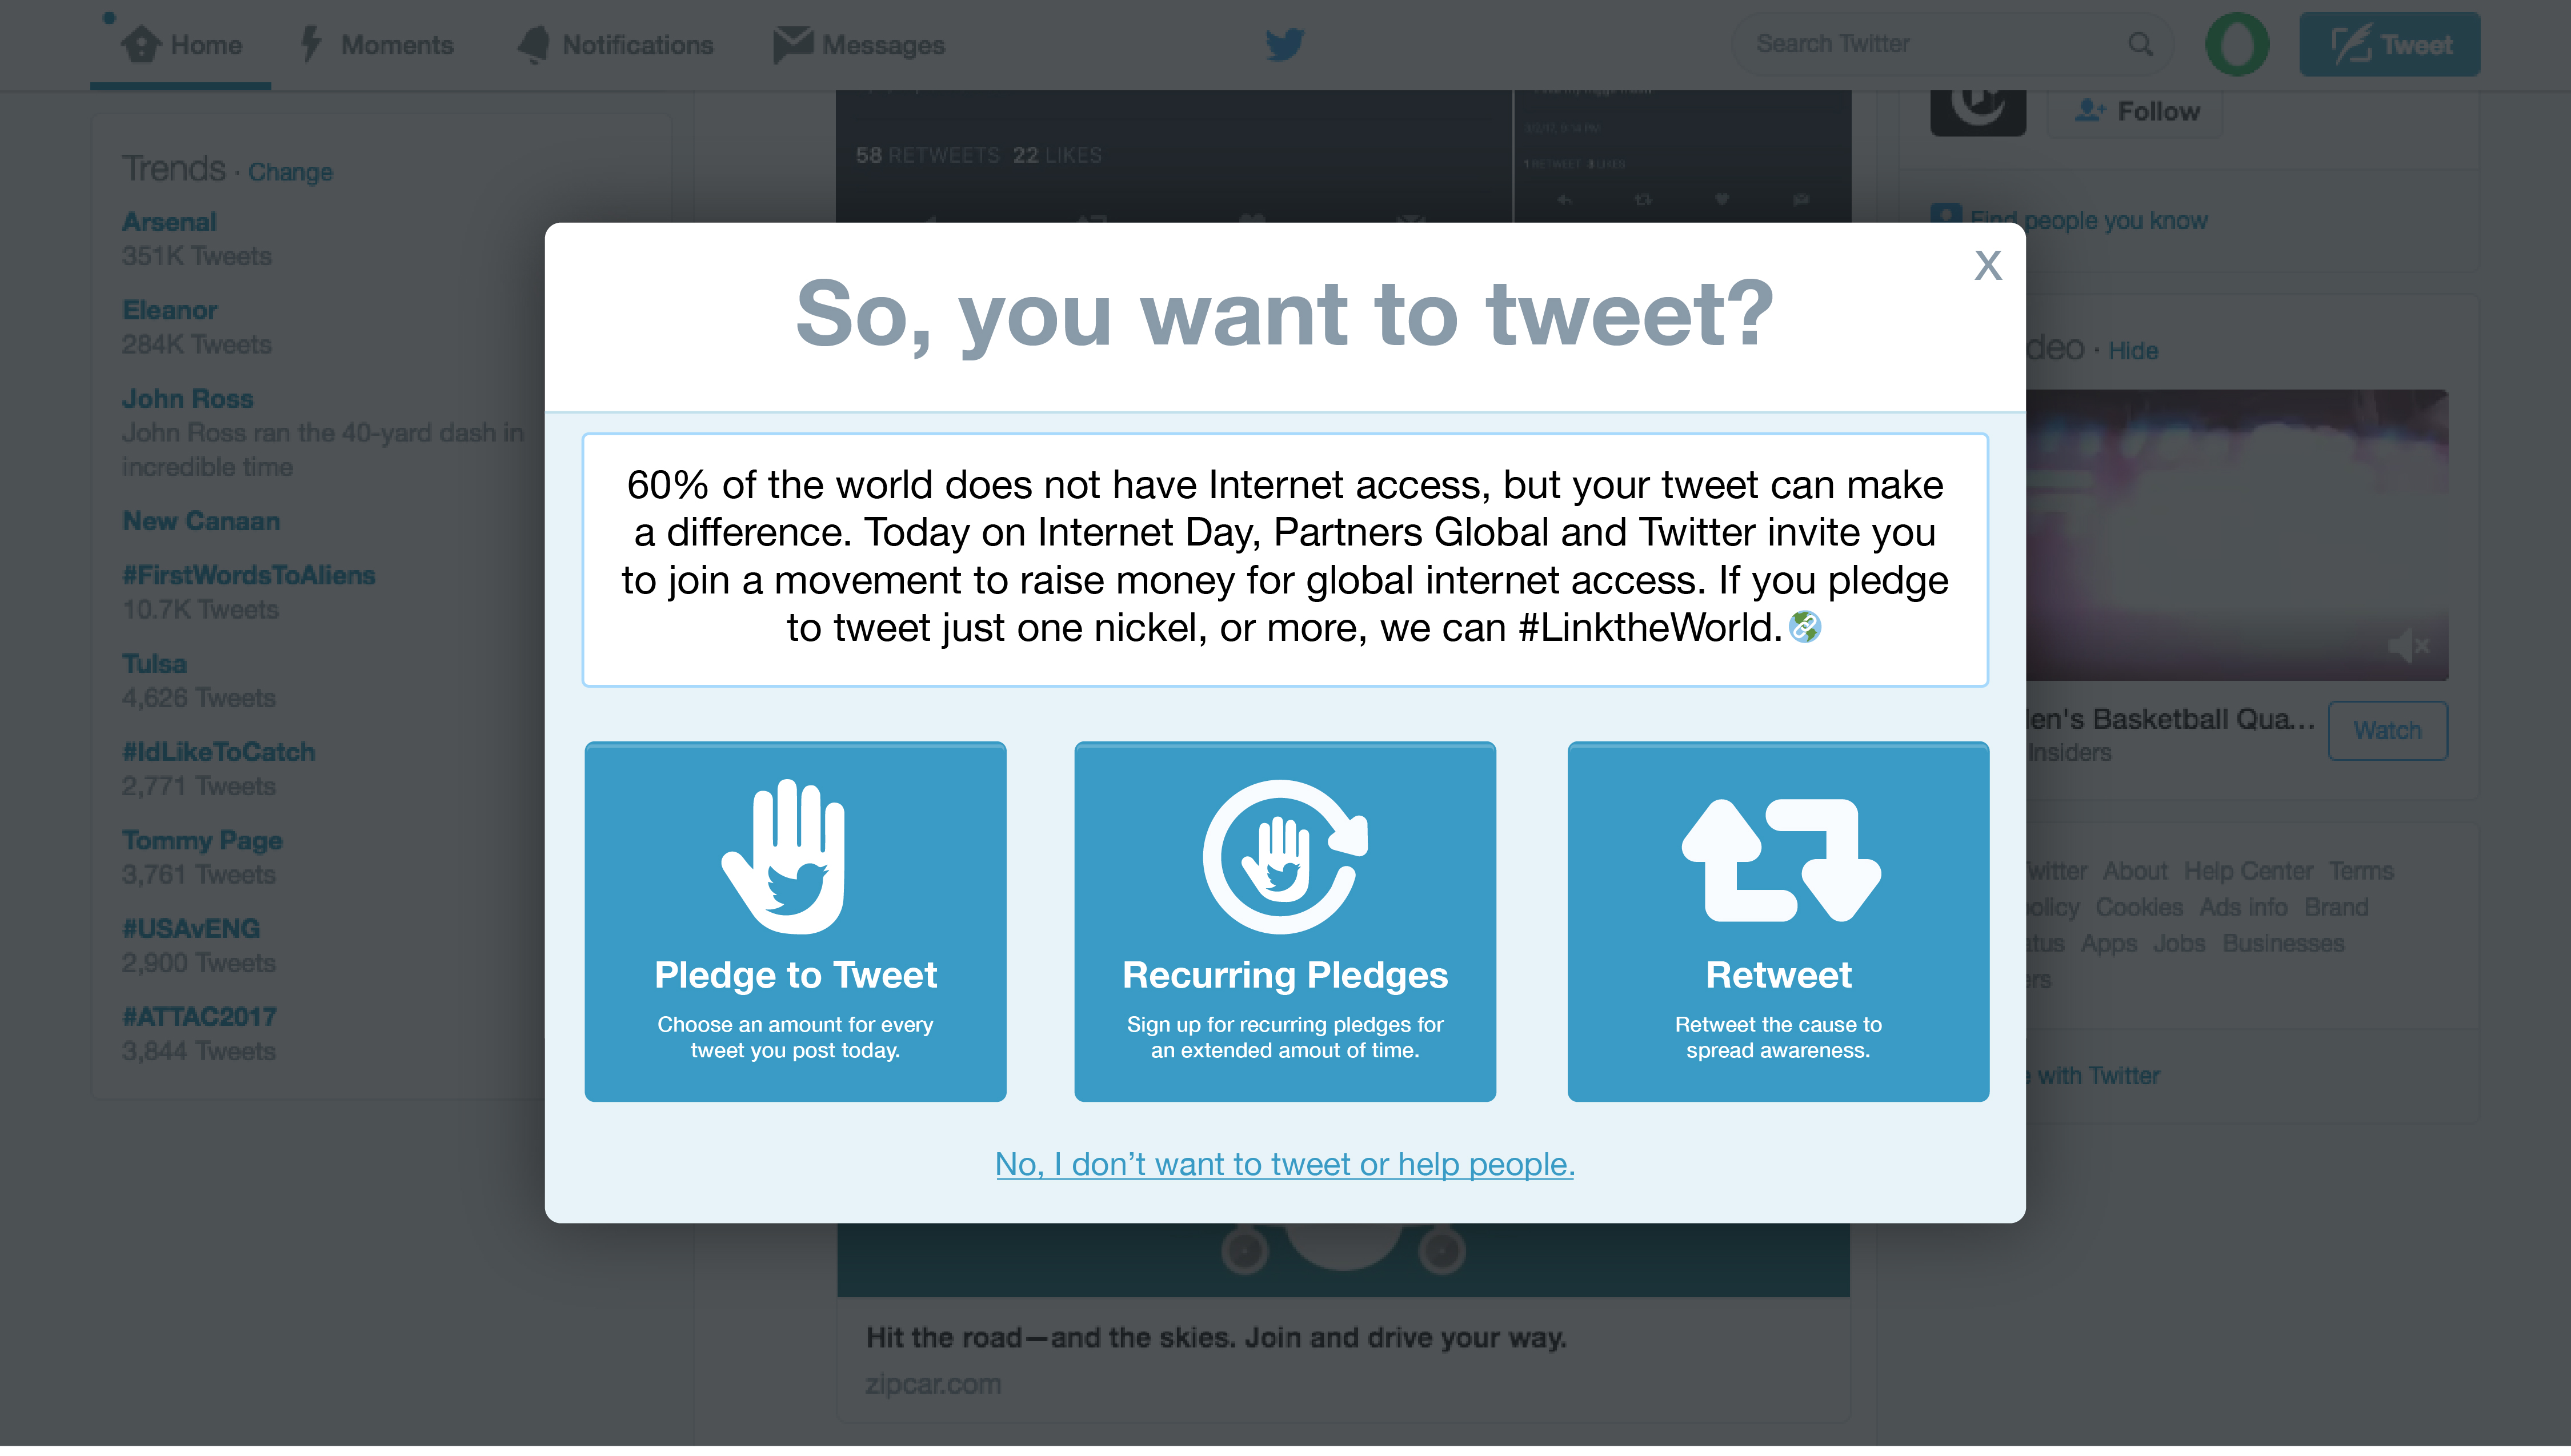 Home Moments Notifications Messages Search Twitter Tweet
Trends · Change
Arsenal
351K Tweets
Eleanor
284K Tweets
John Ross
John Ross ran the 40-yard dash in
incredible time
New Canaan
#FirstWordsToAliens
10.7K Tweets
Tulsa
4,626 Tweets
#IdLikeToCatch
2,771 Tweets
Tommy Page
3,761 Tweets
#USAvENG
2,900 Tweets
#ATTAC2017
3,844 Tweets
58 RETWEETS 22 LIKES
1 RETWEET 3 LIKES
So, you want to tweet?
X
60% of the world does not have Internet access, but your tweet can make
a difference. Today on Internet Day, Partners Global and Twitter invite you
to join a movement to raise money for global internet access. If you pledge
to tweet just one nickel, or more, we can #LinktheWorld.
Pledge to Tweet
Choose an amount for every
tweet you post today.
Recurring Pledges
Sign up for recurring pledges for
an extended amout of time.
Retweet
Retweet the cause to
spread awareness.
No, I don’t want to tweet or help people.
Hit the road—and the skies. Join and drive your way.
zipcar.com
Follow
Find people you know
· Hide
Basketball Qua...
Insiders
Watch
About Help Center Terms
Cookies Ads info Brand
Apps Jobs Businesses
with Twitter